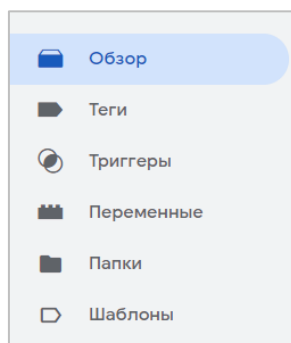 Обзор
Теги
Триггеры
Переменные
Папки
Шаблоны